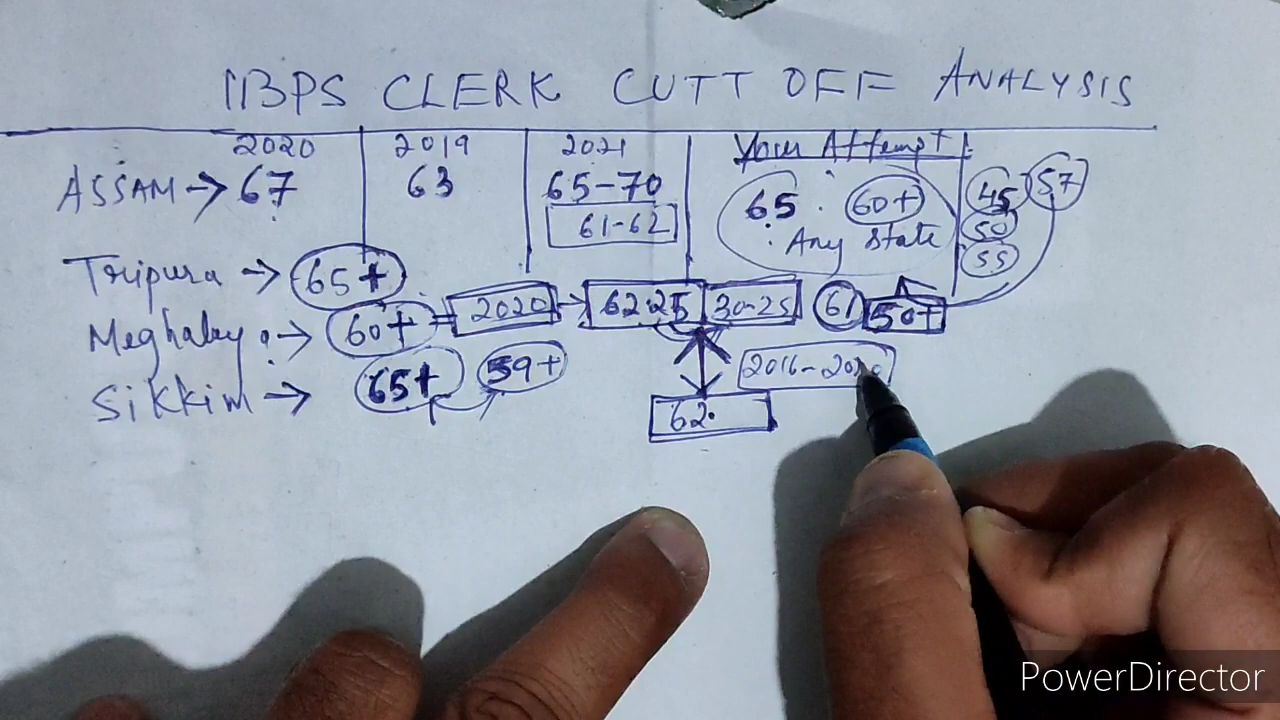 IBPS CLERK CUTT OFF ANALYSIS
2020 2019 2021 Your Attempt
ASSAM → 67 63 65-70 65 60+ 45 57
61-62 Any state 50
55
Tripura → 65+
Meghaley → 60+ 2020 → 62.25 30-25 61 50+
Sikkim → 65+ 59+ 2016-2020
62.
PowerDirector